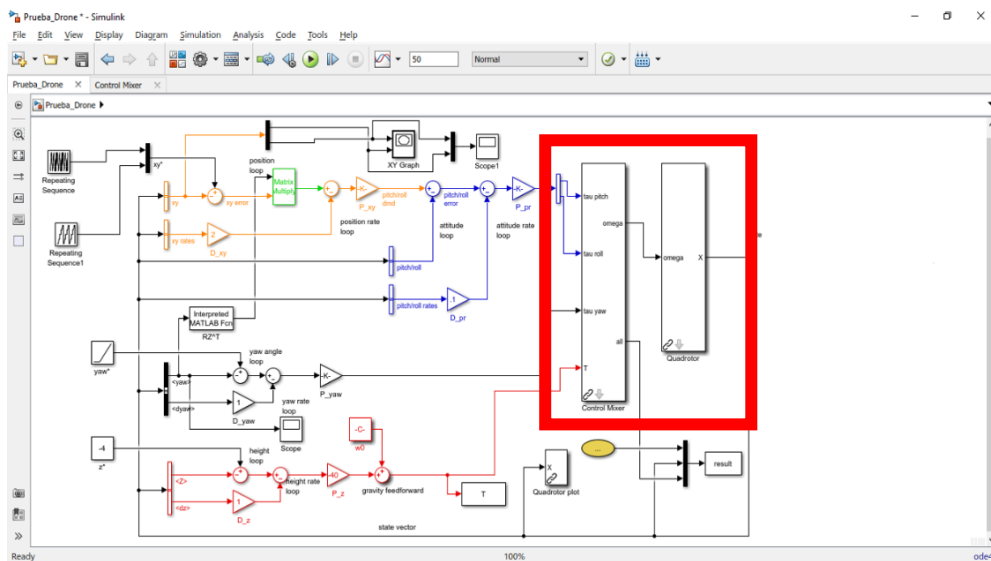 Prueba_Drone * - Simulink
File Edit View Display Diagram Simulation Analysis Code Tools Help
50 Normal
Prueba_Drone × Control Mixer ×
Prueba_Drone
Repeating
Sequence
xy*
Repeating
Sequence1
xy
xy error
xy rates
2
D_xy
position
loop
Matrix
Multiply
XY Graph
Scope1
-K-
P_xy
pitch/roll
dmd
position rate
loop
pitch/roll
error
attitude
loop
-K-
P_pr
attitude rate
loop
pitch/roll
pitch/roll rates
.1
D_pr
Interpreted
MATLAB Fcn
RZ^T
yaw*
<yaw>
<dyaw>
yaw angle
loop
1
D_yaw
yaw rate
loop
-K-
P_yaw
Scope
-4
z*
<Z>
<dz>
height
loop
1
D_z
height rate
loop
-40
P_z
-C-
w0
gravity feedforward
T
state vector
tau pitch
tau roll
tau yaw
T
omega
all
Control Mixer
omega
X
Quadrotor
X
Quadrotor plot
...
result
Ready 100% ode4